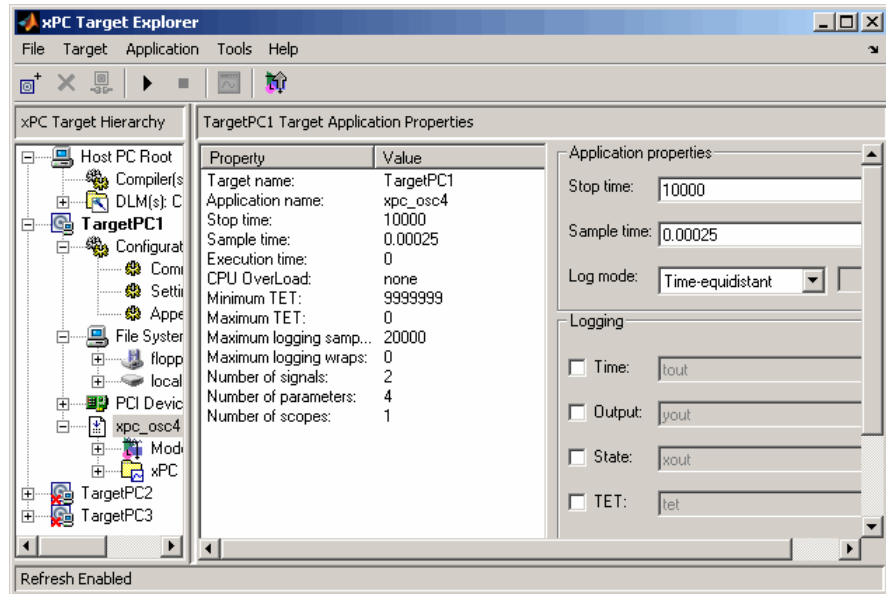 xPC Target Explorer
File Target Application Tools Help
xPC Target Hierarchy
TargetPC1 Target Application Properties
Host PC Root
Compiler(s
DLM(s): C
TargetPC1
Configurat
Comm
Settin
Appe
File System
flopp
local
PCI Devic
xpc_osc4
Mode
xPC
TargetPC2
TargetPC3
Property Value
Target name: TargetPC1
Application name: xpc_osc4
Stop time: 10000
Sample time: 0.00025
Execution time: 0
CPU OverLoad: none
Minimum TET: 9999999
Maximum TET: 0
Maximum logging samp... 20000
Maximum logging wraps: 0
Number of signals: 2
Number of parameters: 4
Number of scopes: 1
Application properties
Stop time: 10000
Sample time: 0.00025
Log mode: Time-equidistant
Logging
Time: tout
Output: yout
State: xout
TET: tet
Refresh Enabled